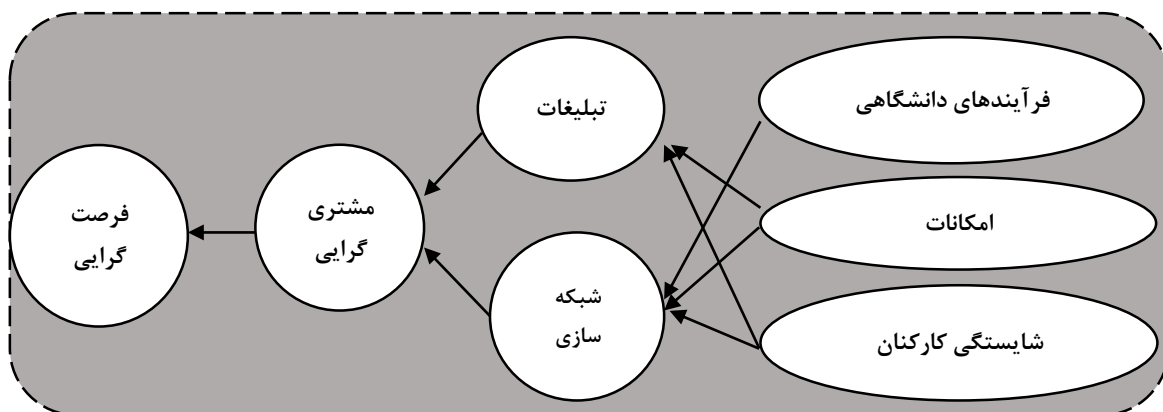 فرآیندهای دانشگاهی
امکانات
شایستگی کارکنان
تبلیغات
شبکه
سازی
مشتری
گرایی
فرصت
گرایی